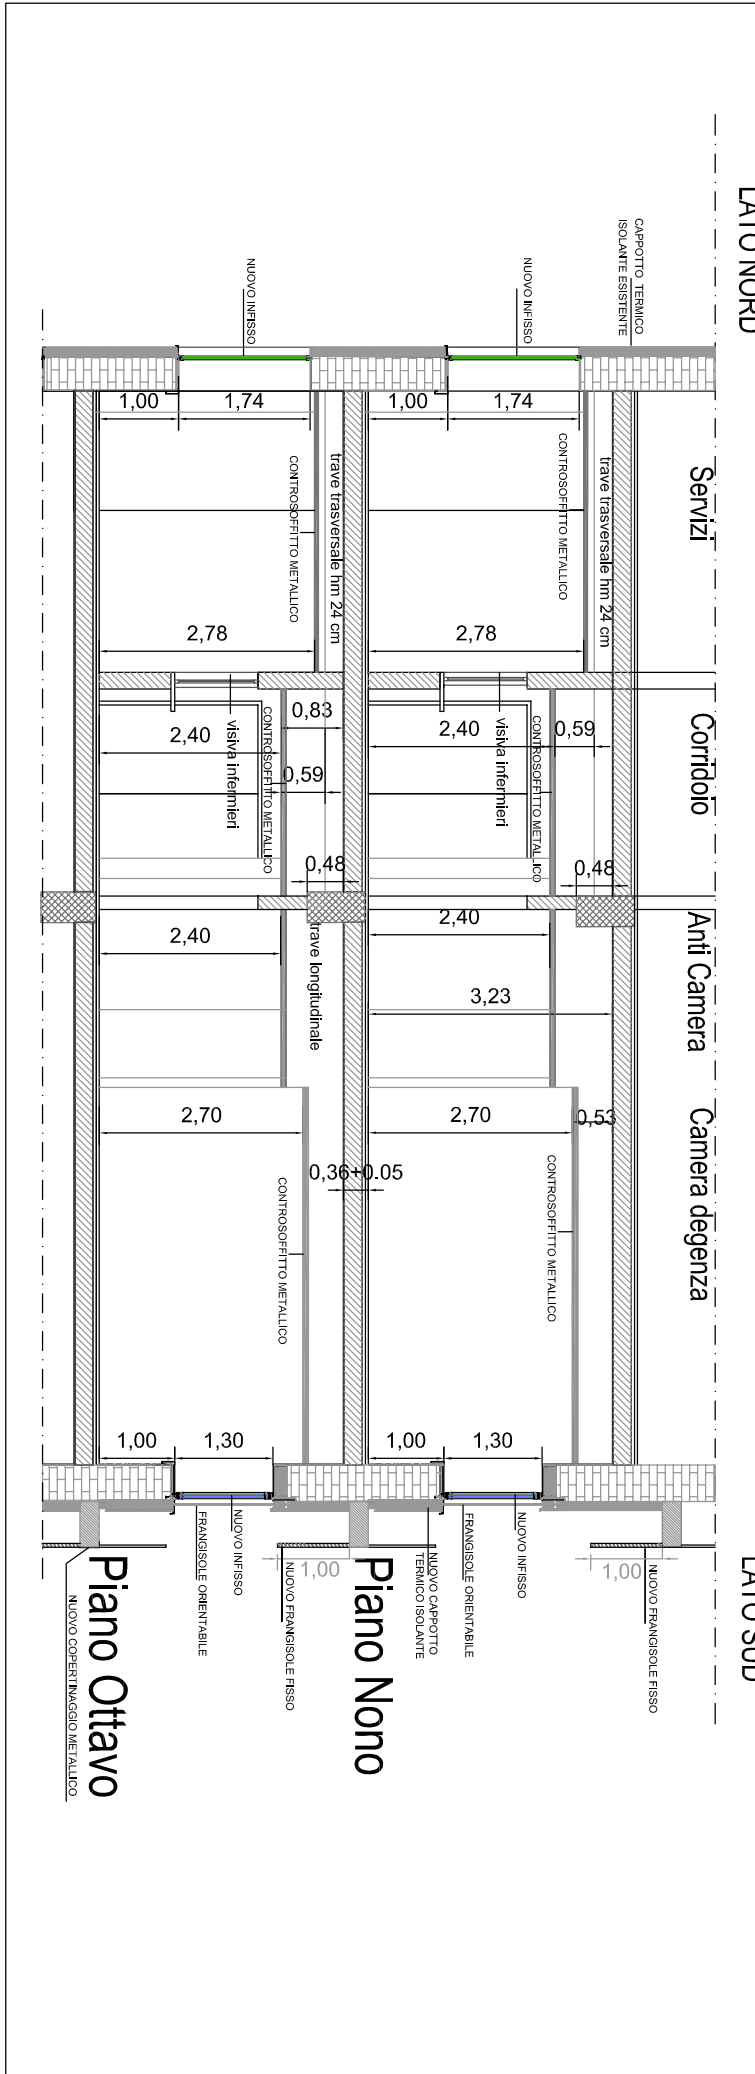 LATO NORD
CAPPOTTO TERMICO
ISOLANTE ESISTENTE
NUOVO INFISSO
NUOVO INFISSO
1,00
1,74
1,00
1,74
Servizi
CONTROSOFFITTO METALLICO
trave trasversale hm 24 cm
CONTROSOFFITTO METALLICO
trave trasversale hm 24 cm
2,78
2,78
Corridoio
2,40
0,83
0,59
2,40
0,59
visiva infermieri
CONTROSOFFITTO METALLICO
visiva infermieri
CONTROSOFFITTO METALLICO
0,48
0,48
Anti Camera
2,40
trave longitudinale
2,40
3,23
Camera degenza
2,70
2,70
0,53
0,36+0.05
CONTROSOFFITTO METALLICO
CONTROSOFFITTO METALLICO
1,00
1,30
1,00
1,30
LATO SUD
NUOVO INFISSO
FRANGISOLE ORIENTABILE
NUOVO FRANGISOLE FISSO
1,00
NUOVO INFISSO
FRANGISOLE ORIENTABILE
NUOVO CAPPOTTO
TERMICO ISOLANTE
NUOVO FRANGISOLE FISSO
1,00
Piano Nono
Piano Ottavo
NUOVO COPERTINAGGIO METALLICO